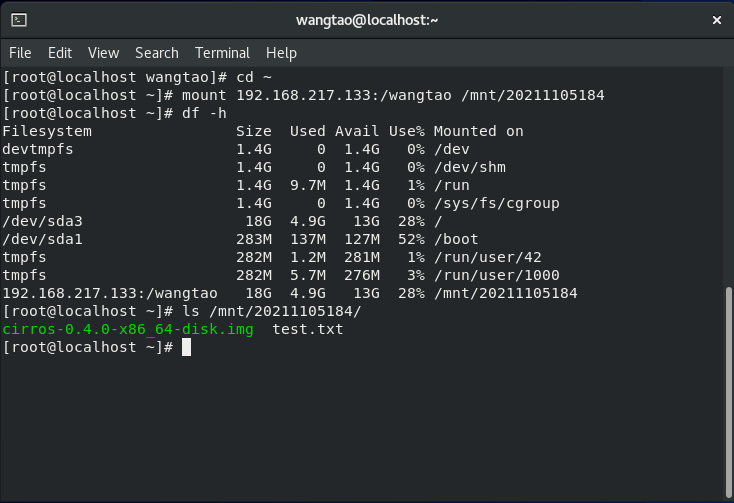 wangtao@localhost:~
File Edit View Search Terminal Help
[root@localhost wangtao]# cd ~
[root@localhost ~]# mount 192.168.217.133:/wangtao /mnt/20211105184
[root@localhost ~]# df -h
Filesystem                Size  Used Avail Use% Mounted on
devtmpfs                  1.4G     0  1.4G   0% /dev
tmpfs                     1.4G     0  1.4G   0% /dev/shm
tmpfs                     1.4G  9.7M  1.4G   1% /run
tmpfs                     1.4G     0  1.4G   0% /sys/fs/cgroup
/dev/sda3                  18G  4.9G   13G  28% /
/dev/sda1                 283M  137M  127M  52% /boot
tmpfs                     282M  1.2M  281M   1% /run/user/42
tmpfs                     282M  5.7M  276M   3% /run/user/1000
192.168.217.133:/wangtao   18G  4.9G   13G  28% /mnt/20211105184
[root@localhost ~]# ls /mnt/20211105184/
cirros-0.4.0-x86_64-disk.img  test.txt
[root@localhost ~]#